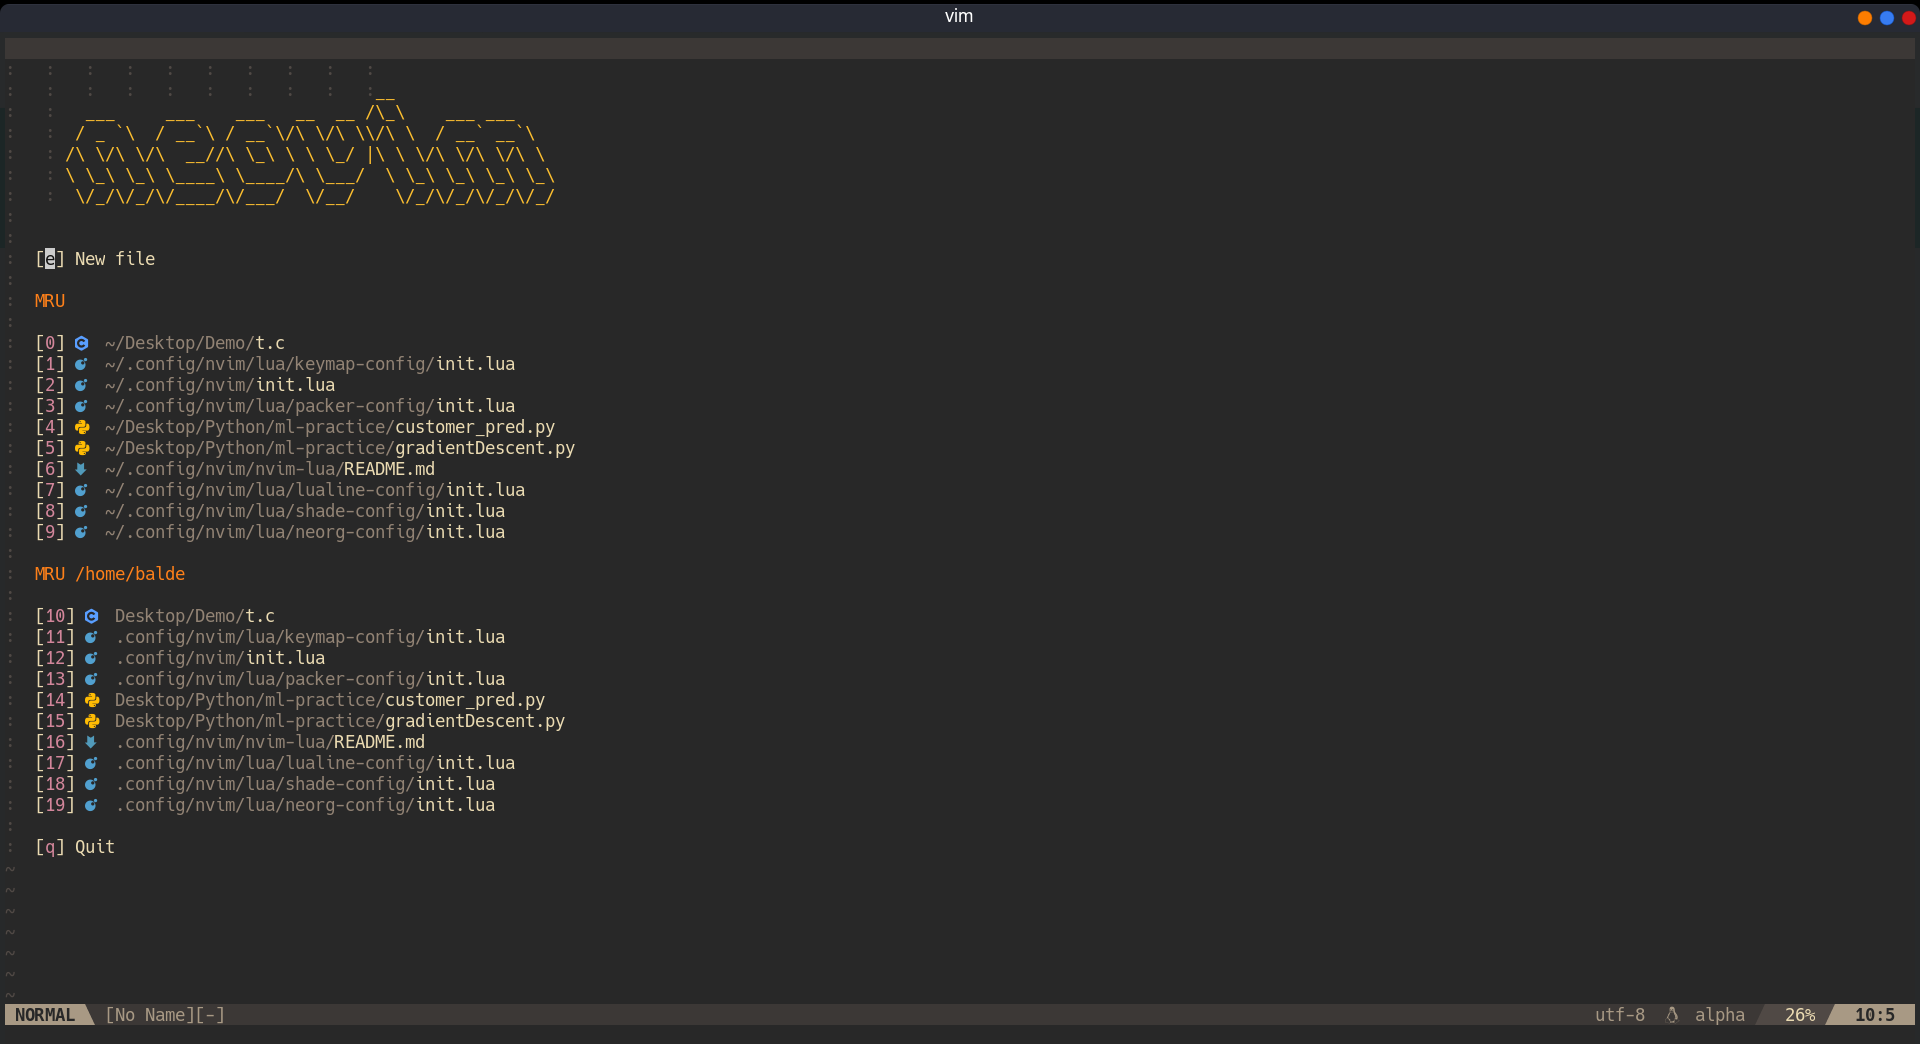 vim
[e] New file
MRU
[0] ~/Desktop/Demo/t.c
[1] ~/.config/nvim/lua/keymap-config/init.lua
[2] ~/.config/nvim/init.lua
[3] ~/.config/nvim/lua/packer-config/init.lua
[4] ~/Desktop/Python/ml-practice/customer_pred.py
[5] ~/Desktop/Python/ml-practice/gradientDescent.py
[6] ~/.config/nvim/nvim-lua/README.md
[7] ~/.config/nvim/lua/lualine-config/init.lua
[8] ~/.config/nvim/lua/shade-config/init.lua
[9] ~/.config/nvim/lua/neorg-config/init.lua
MRU /home/balde
[10] Desktop/Demo/t.c
[11] .config/nvim/lua/keymap-config/init.lua
[12] .config/nvim/init.lua
[13] .config/nvim/lua/packer-config/init.lua
[14] Desktop/Python/ml-practice/customer_pred.py
[15] Desktop/Python/ml-practice/gradientDescent.py
[16] .config/nvim/nvim-lua/README.md
[17] .config/nvim/lua/lualine-config/init.lua
[18] .config/nvim/lua/shade-config/init.lua
[19] .config/nvim/lua/neorg-config/init.lua
[q] Quit
~
~
~
~
~
~
~
NORMAL [No Name][-] utf-8 alpha 26% 10:5